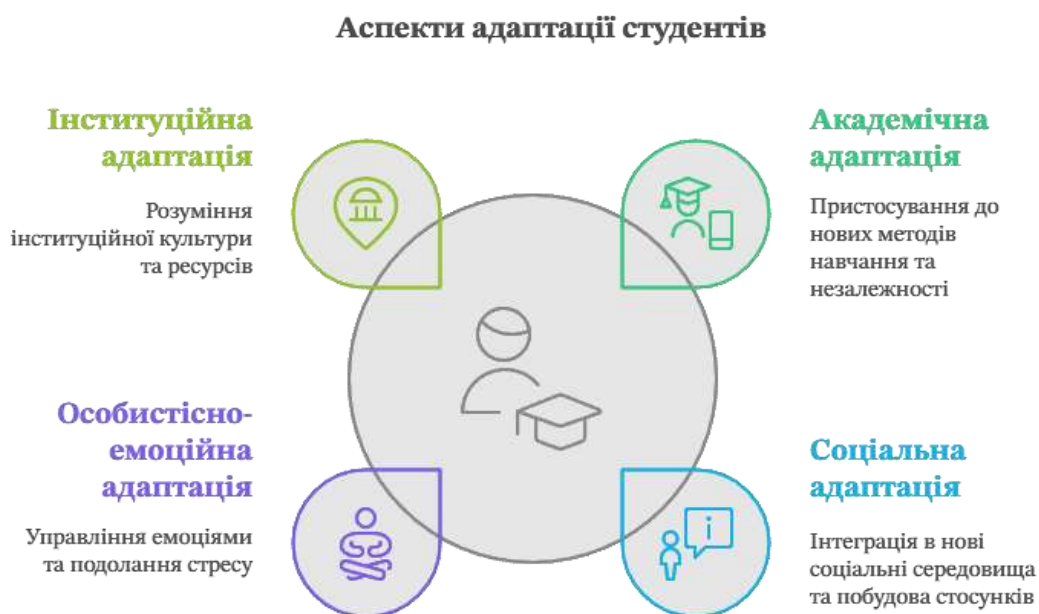 Аспекти адаптації студентів
Інституційна
адаптація
Розуміння
інституційної культури
та ресурсів
Академічна
адаптація
Пристосування до
нових методів
навчання та
незалежності
Особистісно-
емоційна
адаптація
Управління емоціями
та подолання стресу
Соціальна
адаптація
Інтеграція в нові
соціальні середовища
та побудова стосунків